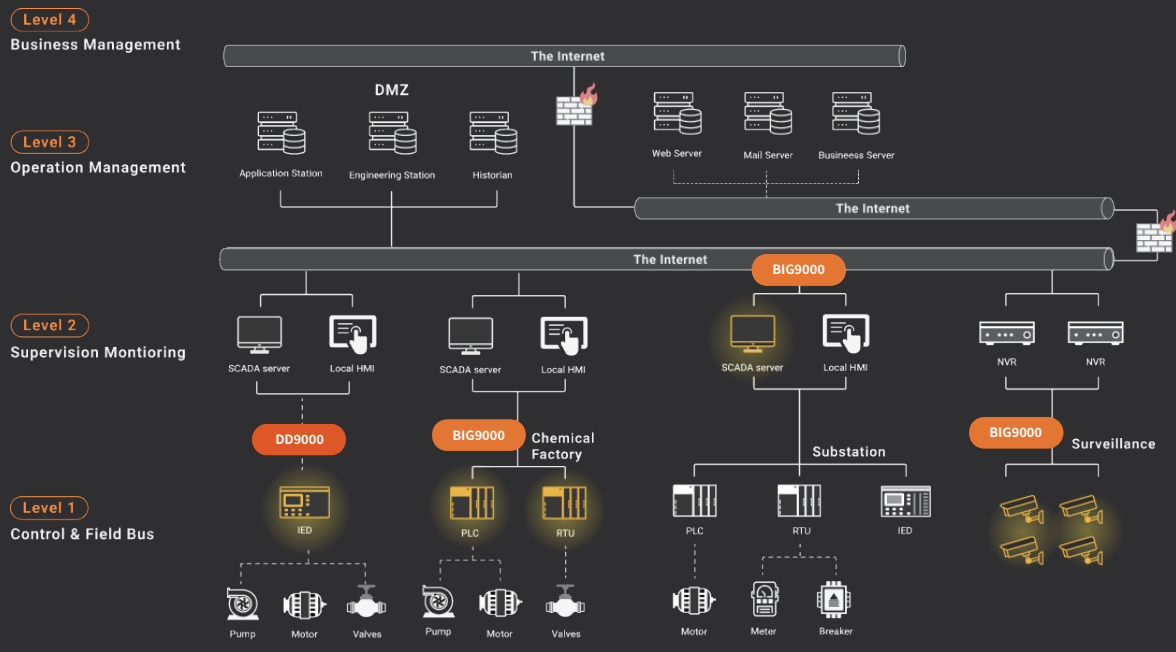 Level 4
Business Management
The Internet
DMZ
Application Station
Engineering Station
Historian
Web Server
Mail Server
Busineess Server
Level 3
Operation Management
The Internet
The Internet
BIG9000
Level 2
Supervision Montioring
SCADA server
Local HMI
SCADA server
Local HMI
SCADA server
Local HMI
NVR
NVR
DD9000
BIG9000
Chemical
Factory
Substation
BIG9000
Surveillance
Level 1
Control & Field Bus
IED
PLC
RTU
PLC
RTU
IED
Pump
Motor
Valves
Pump
Motor
Valves
Motor
Meter
Breaker